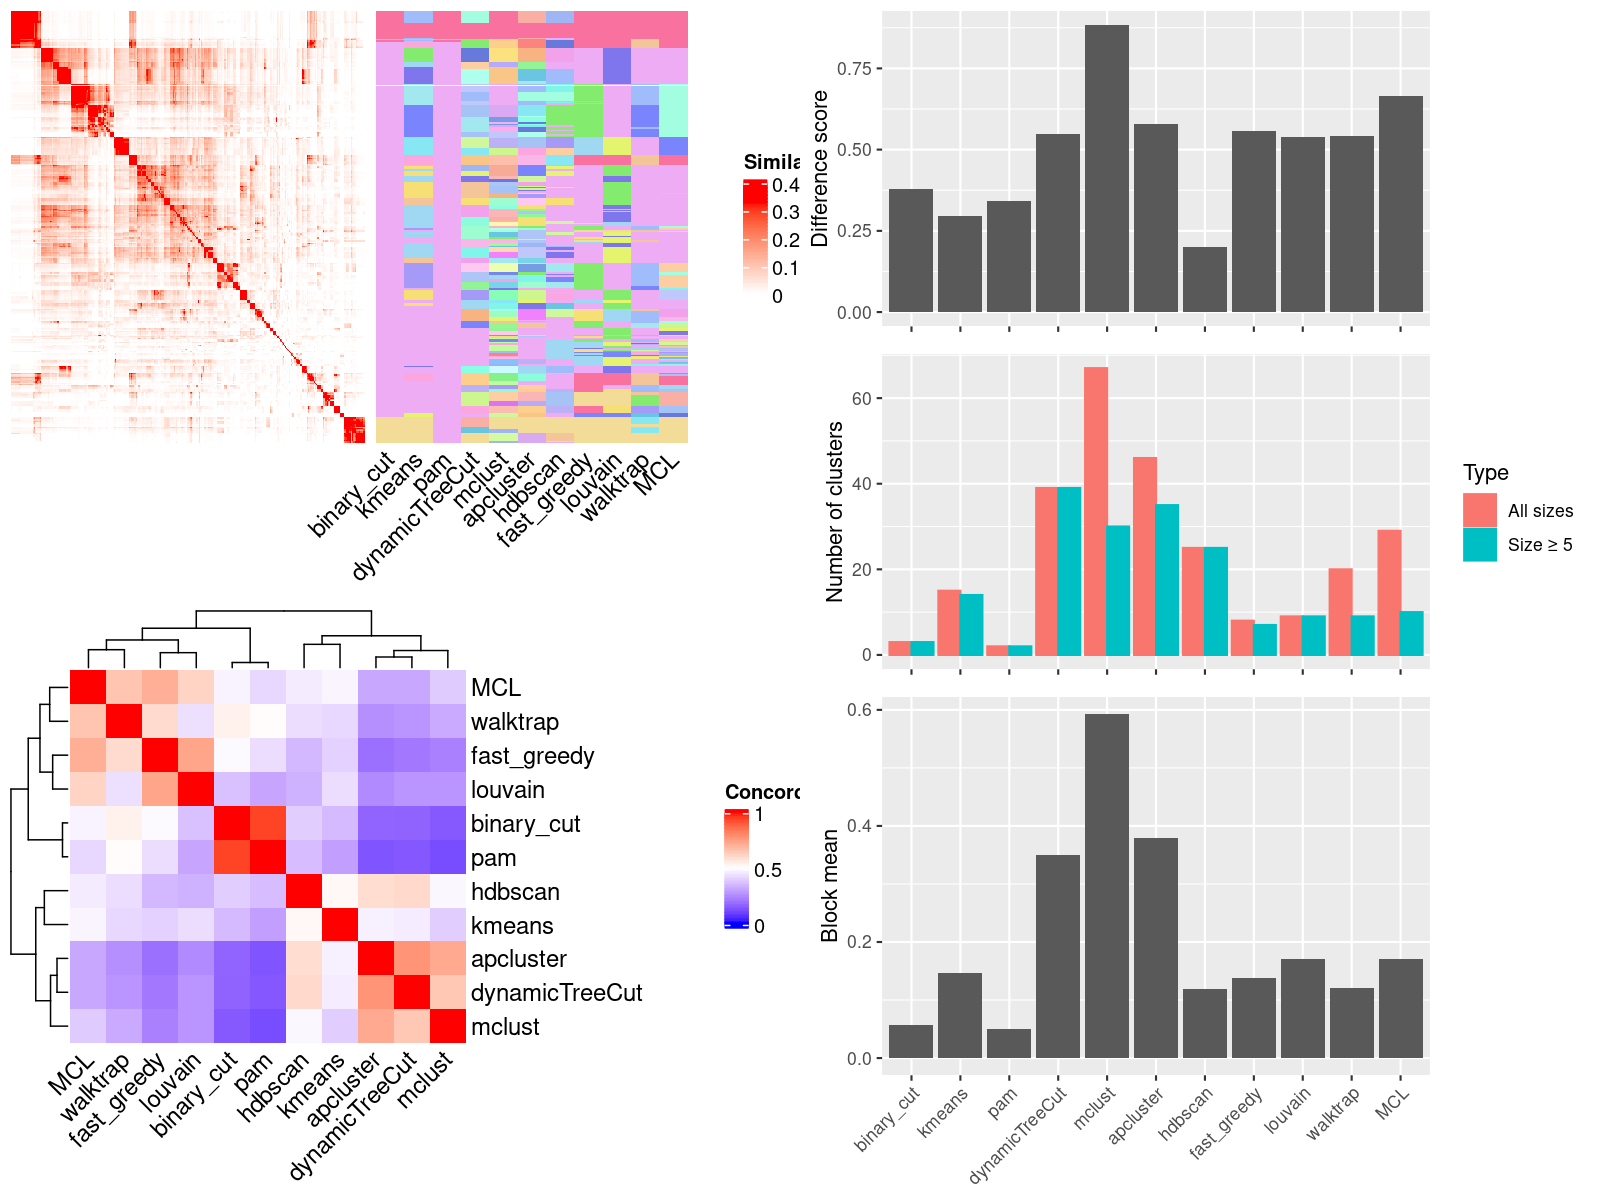 Simila
0.4
0.3
0.2
0.1
0
binary_cut
kmeans
pam
dynamicTreeCut
mclust
apcluster
hdbscan
fast_greedy
louvain
walktrap
MCL
Difference score
0.75
0.50
0.25
0.00
Number of clusters
60
40
20
0
Type
All sizes
Size ≥ 5
MCL
walktrap
fast_greedy
louvain
binary_cut
pam
hdbscan
kmeans
apcluster
dynamicTreeCut
mclust
MCL
walktrap
fast_greedy
louvain
binary_cut
pam
hdbscan
kmeans
apcluster
dynamicTreeCut
mclust
Concord
1
0.5
0
Block mean
0.6
0.4
0.2
0.0
binary_cut
kmeans
pam
dynamicTreeCut
mclust
apcluster
hdbscan
fast_greedy
louvain
walktrap
MCL